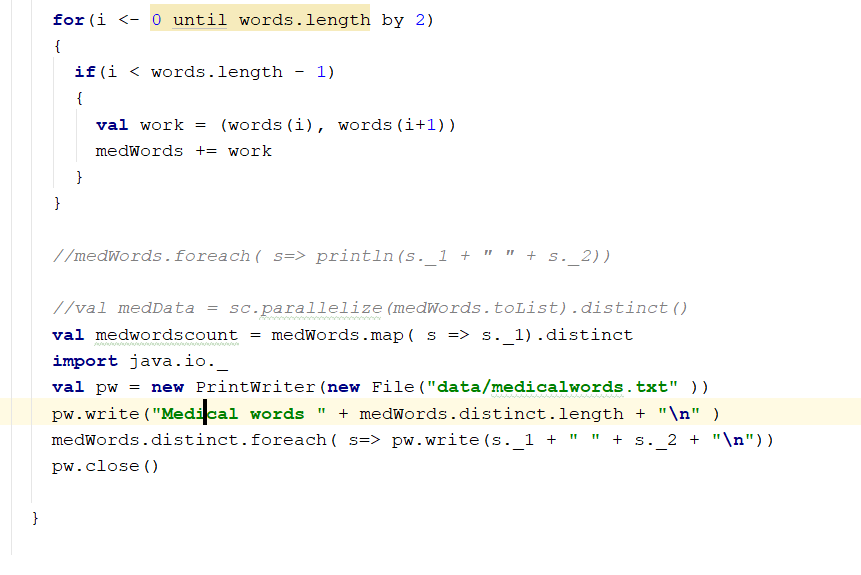 for(i <- 0 until words.length by 2)
{
if(i < words.length - 1)
{
val work = (words(i), words(i+1))
medWords += work
}
}
//medWords.foreach( s=> println(s._1 + " " + s._2))
//val medData = sc.parallelize(medWords.toList).distinct()
val medwordscount = medWords.map( s => s._1).distinct
import java.io._
val pw = new PrintWriter(new File("data/medicalwords.txt" ))
pw.write("Medical words " + medWords.distinct.length + "\n" )
medWords.distinct.foreach( s=> pw.write(s._1 + " " + s._2 + "\n"))
pw.close()
}